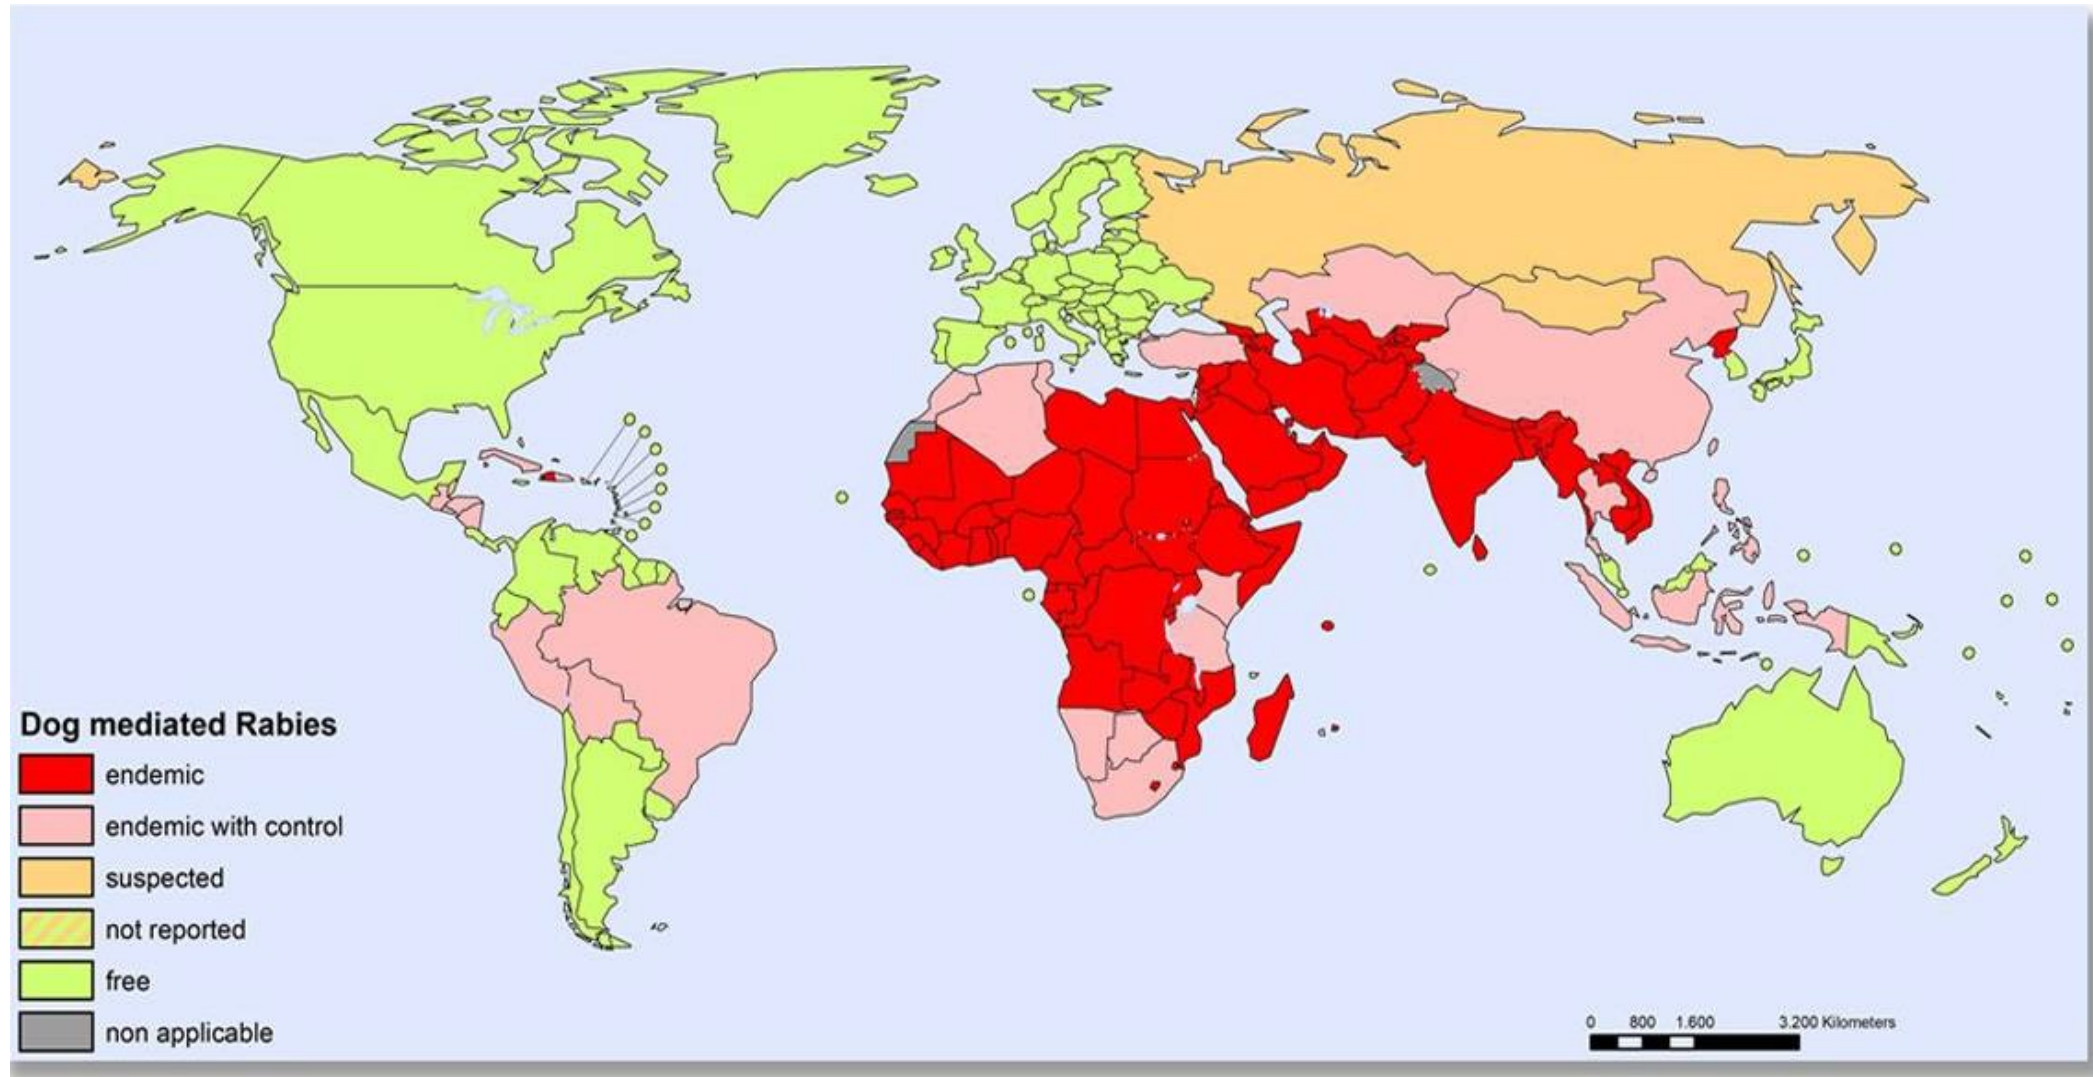 Dog mediated Rabies
endemic
endemic with control
suspected
not reported
free
non applicable
0 800 1.600 3.200 Kilometers